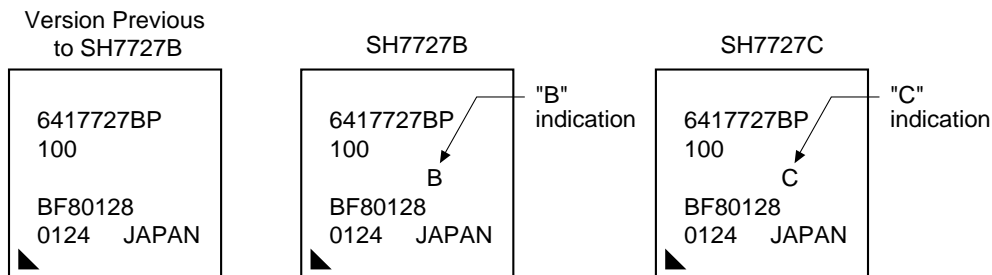 Version Previous
to SH7727B
6417727BP
100
BF80128
0124 JAPAN
SH7727B
6417727BP
100
B
BF80128
0124 JAPAN
"B"
indication
SH7727C
6417727BP
100
C
BF80128
0124 JAPAN
"C"
indication